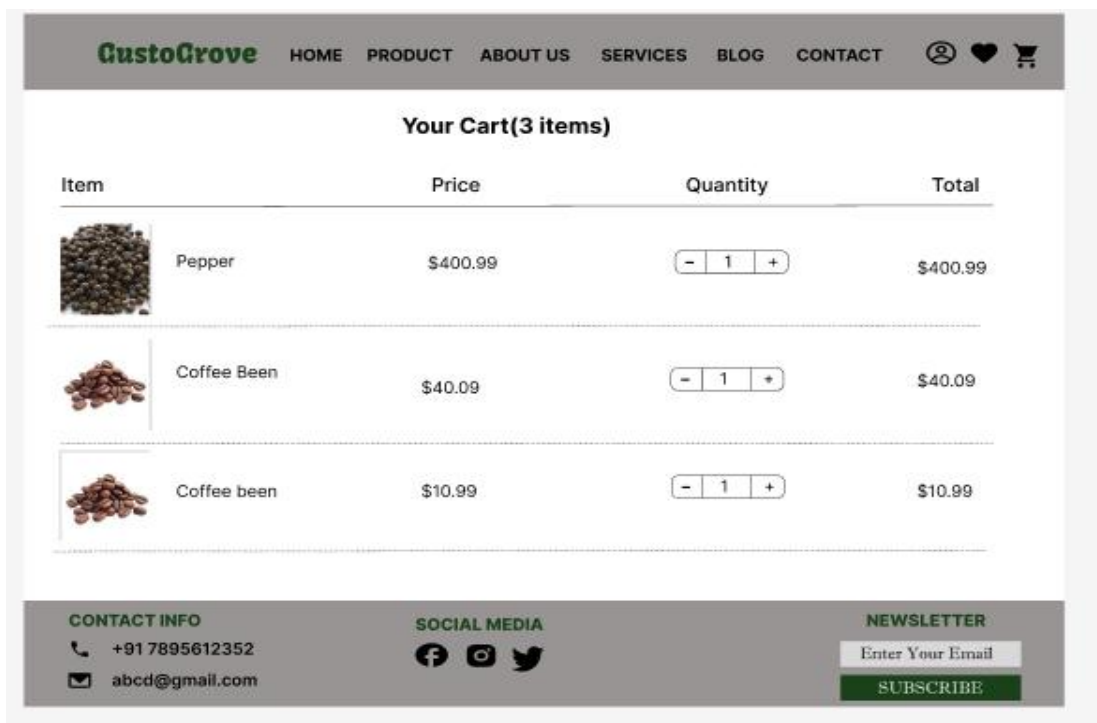 GustoGrove HOME PRODUCT ABOUT US SERVICES BLOG CONTACT
Your Cart(3 items)
Item Price Quantity Total
Pepper $400.99 - 1 + $400.99
Coffee Been $40.09 - 1 + $40.09
Coffee been $10.99 - 1 + $10.99
CONTACT INFO
+91 7895612352
abcd@gmail.com
SOCIAL MEDIA
NEWSLETTER
Enter Your Email
SUBSCRIBE